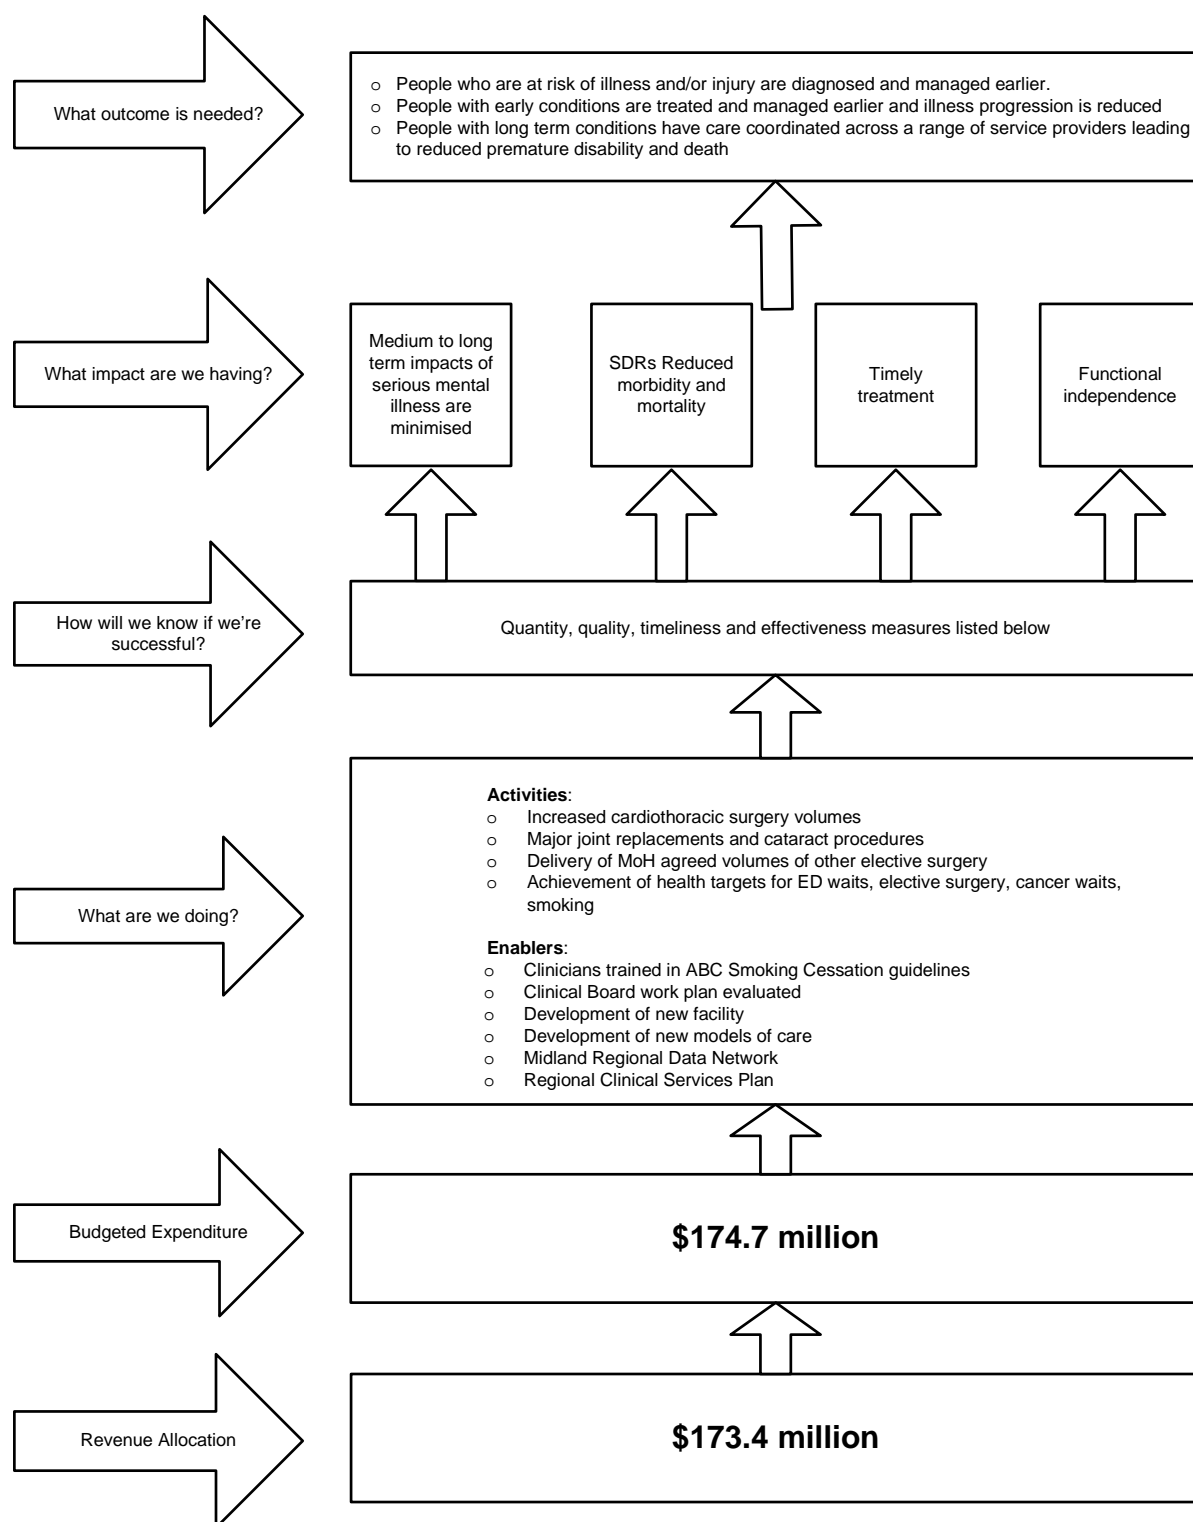 What outcome is needed?
o People who are at risk of illness and/or injury are diagnosed and managed earlier.
o People with early conditions are treated and managed earlier and illness progression is reduced
o People with long term conditions have care coordinated across a range of service providers leading
to reduced premature disability and death
What impact are we having?
Medium to long
term impacts of
serious mental
illness are
minimised
SDRs Reduced
morbidity and
mortality
Timely
treatment
Functional
independence
How will we know if we're
successful?
Quantity, quality, timeliness and effectiveness measures listed below
What are we doing?
Activities:
o Increased cardiothoracic surgery volumes
o Major joint replacements and cataract procedures
o Delivery of MoH agreed volumes of other elective surgery
o Achievement of health targets for ED waits, elective surgery, cancer waits,
smoking
Enablers:
o Clinicians trained in ABC Smoking Cessation guidelines
o Clinical Board work plan evaluated
o Development of new facility
o Development of new models of care
o Midland Regional Data Network
o Regional Clinical Services Plan
Budgeted Expenditure
$174.7 million
Revenue Allocation
$173.4 million